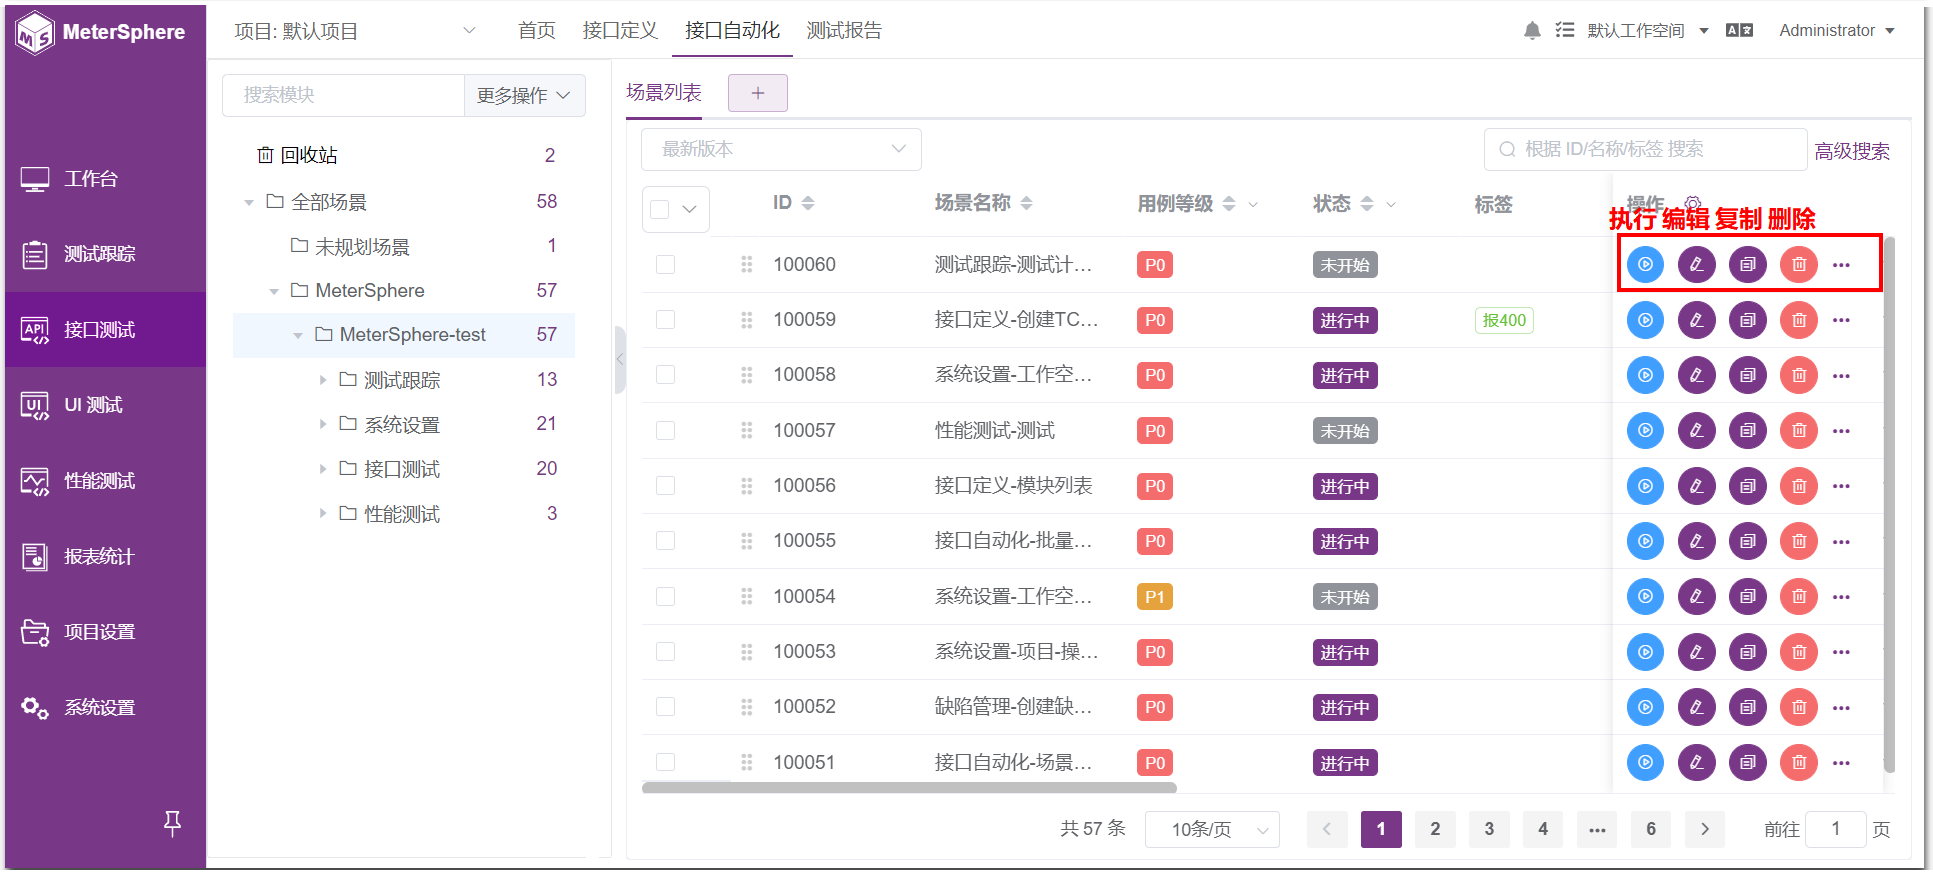 MeterSphere
项目: 默认项目
首页 接口定义 接口自动化 测试报告
默认工作空间
Administrator
工作台
测试跟踪
接口测试
UI 测试
性能测试
报表统计
项目设置
系统设置
搜索模块 更多操作
回收站 2
全部场景 58
未规划场景 1
MeterSphere 57
MeterSphere-test 57
测试跟踪 13
系统设置 21
接口测试 20
性能测试 3
场景列表 +
最新版本
根据 ID/名称/标签 搜索
高级搜索
ID 场景名称 用例等级 状态 标签 操作
执行 编辑 复制 删除
100060 测试跟踪-测试计... P0 未开始
100059 接口定义-创建TC... P0 进行中 报400
100058 系统设置-工作空... P0 进行中
100057 性能测试-测试 P0 未开始
100056 接口定义-模块列表 P0 进行中
100055 接口自动化-批量... P0 进行中
100054 系统设置-工作空... P1 未开始
100053 系统设置-项目-操... P0 进行中
100052 缺陷管理-创建缺... P0 进行中
100051 接口自动化-场景... P0 进行中
共 57 条 10条/页 1 2 3 4 ... 6 前往 1 页